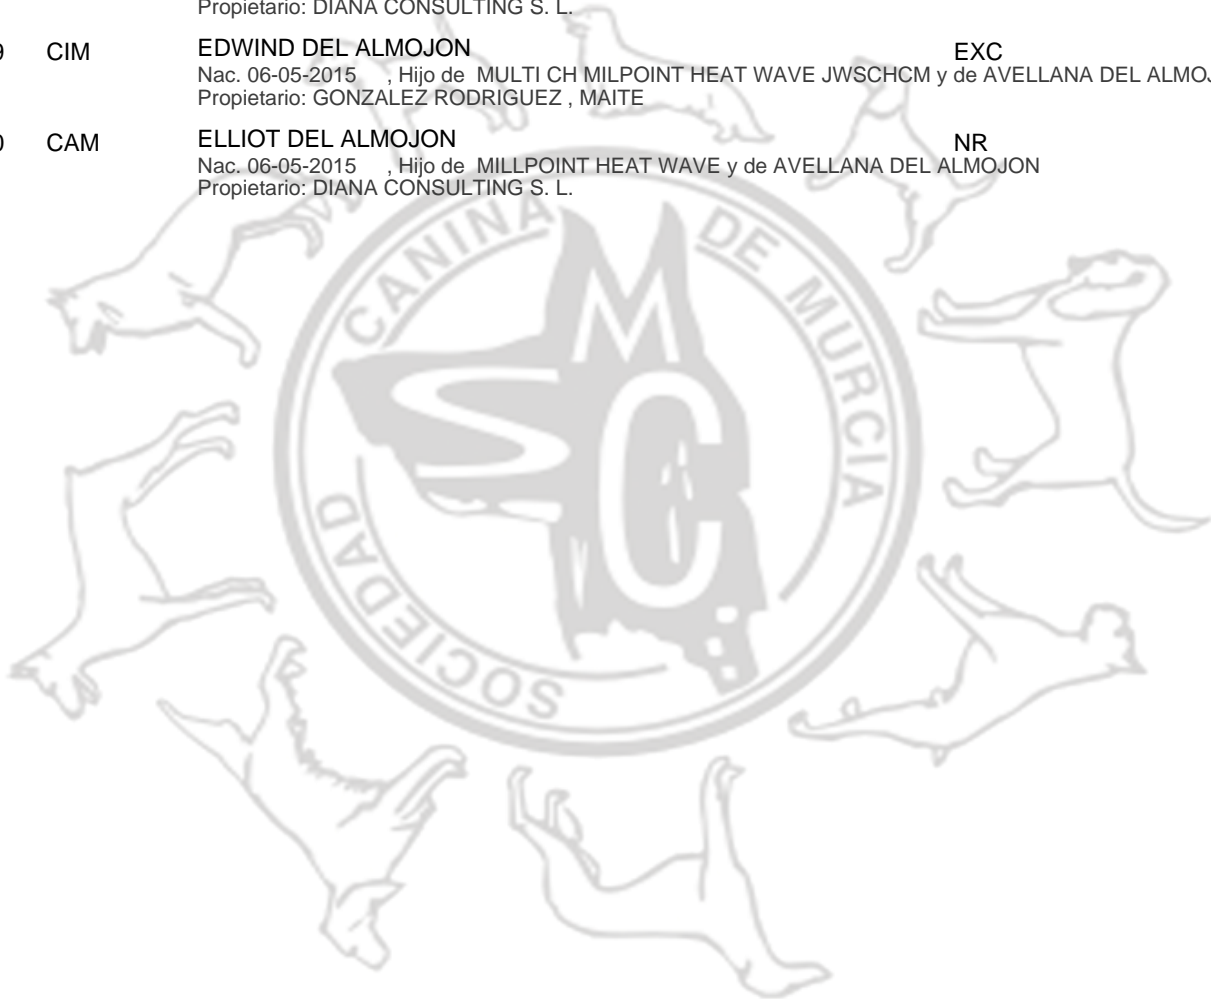 Propietario: DIANA CONSULTING S. L.
9 CIM EDWIND DEL ALMOJON EXC
Nac. 06-05-2015 , Hijo de MULTI CH MILPOINT HEAT WAVE JWSCHCM y de AVELLANA DEL ALMOJ
Propietario: GONZALEZ RODRIGUEZ , MAITE
0 CAM ELLIOT DEL ALMOJON NR
Nac. 06-05-2015 , Hijo de MILLPOINT HEAT WAVE y de AVELLANA DEL ALMOJON
Propietario: DIANA CONSULTING S. L.
SOCIEDAD CANINA DE MURCIA
M
S C